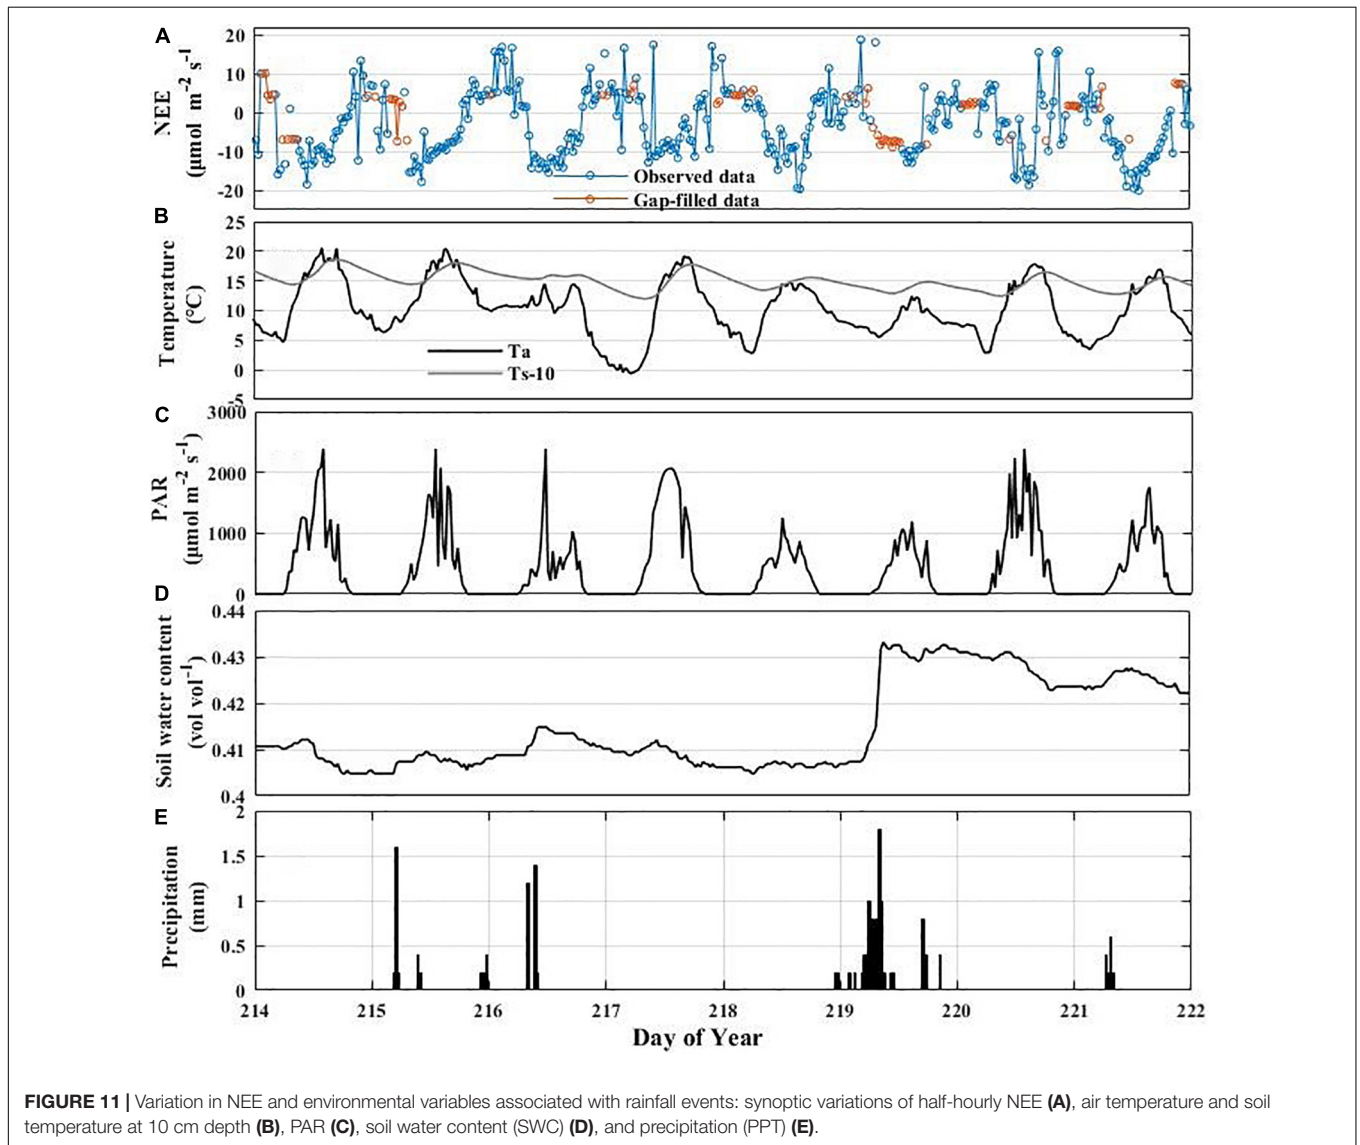 A
20
10
0
-10
-20
NEE
(μmol m⁻² s⁻¹)
Observed data
Gap-filled data
B
25
20
15
10
5
0
-5
Temperature
(°C)
Ta
Ts-10
C
3000
2000
1000
0
PAR
(μmol m⁻² s⁻¹)
D
0.44
0.43
0.42
0.41
0.4
Soil water content
(vol vol⁻¹)
E
2
1.5
1
0.5
0
Precipitation
(mm)
214 215 216 217 218 219 220 221 222
Day of Year
FIGURE 11 | Variation in NEE and environmental variables associated with rainfall events: synoptic variations of half-hourly NEE (A), air temperature and soil
temperature at 10 cm depth (B), PAR (C), soil water content (SWC) (D), and precipitation (PPT) (E).